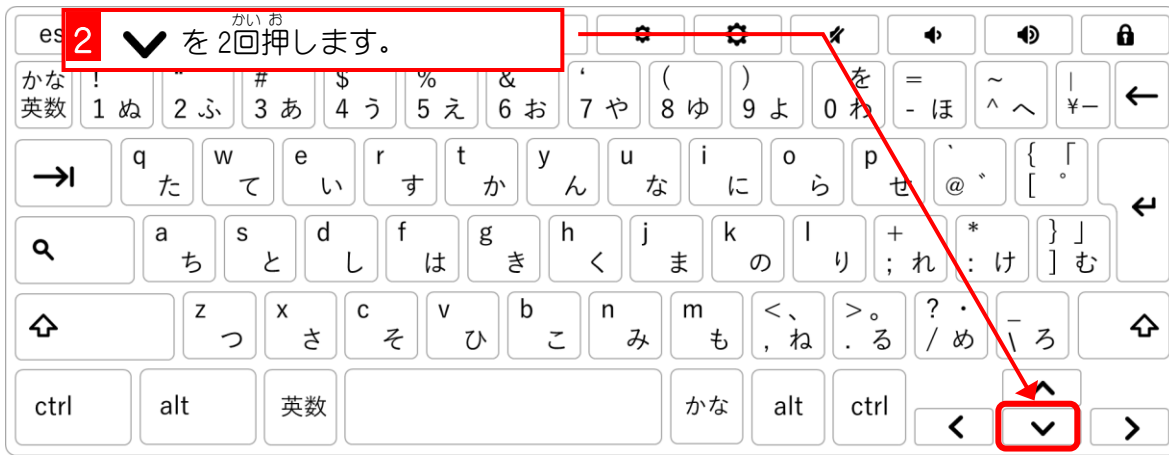 es
2 を 2回押します。
かい お
かな ! " # $ % & ‘ ( ) を = ~ |
英数 1 ぬ 2 ふ 3 あ 4 う 5 え 6 お 7 や 8 ゆ 9 よ 0 わ - ほ ^ へ ¥ ー
q w e r t y u i o p ` { 「
た て い す か ん な に ら せ @ ゛ [ ゜
a s d f g h j k l + * } 」
ち と し は き く ま の り ; れ : け ] む
z x c v b n m < 、 > 。 ? ・ _
つ さ そ ひ こ み も , ね . る / め \ ろ
ctrl alt 英数 かな alt ctrl